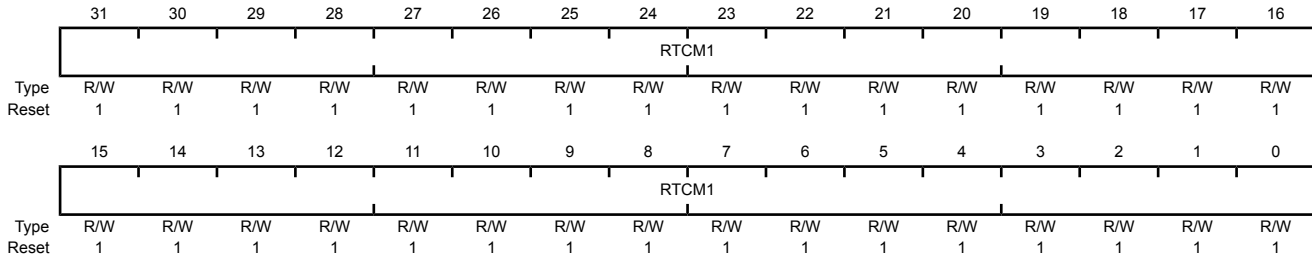 31 30 29 28 27 26 25 24 23 22 21 20 19 18 17 16
RTCM1
Type R/W R/W R/W R/W R/W R/W R/W R/W R/W R/W R/W R/W R/W R/W R/W R/W
Reset 1 1 1 1 1 1 1 1 1 1 1 1 1 1 1 1
15 14 13 12 11 10 9 8 7 6 5 4 3 2 1 0
RTCM1
Type R/W R/W R/W R/W R/W R/W R/W R/W R/W R/W R/W R/W R/W R/W R/W R/W
Reset 1 1 1 1 1 1 1 1 1 1 1 1 1 1 1 1